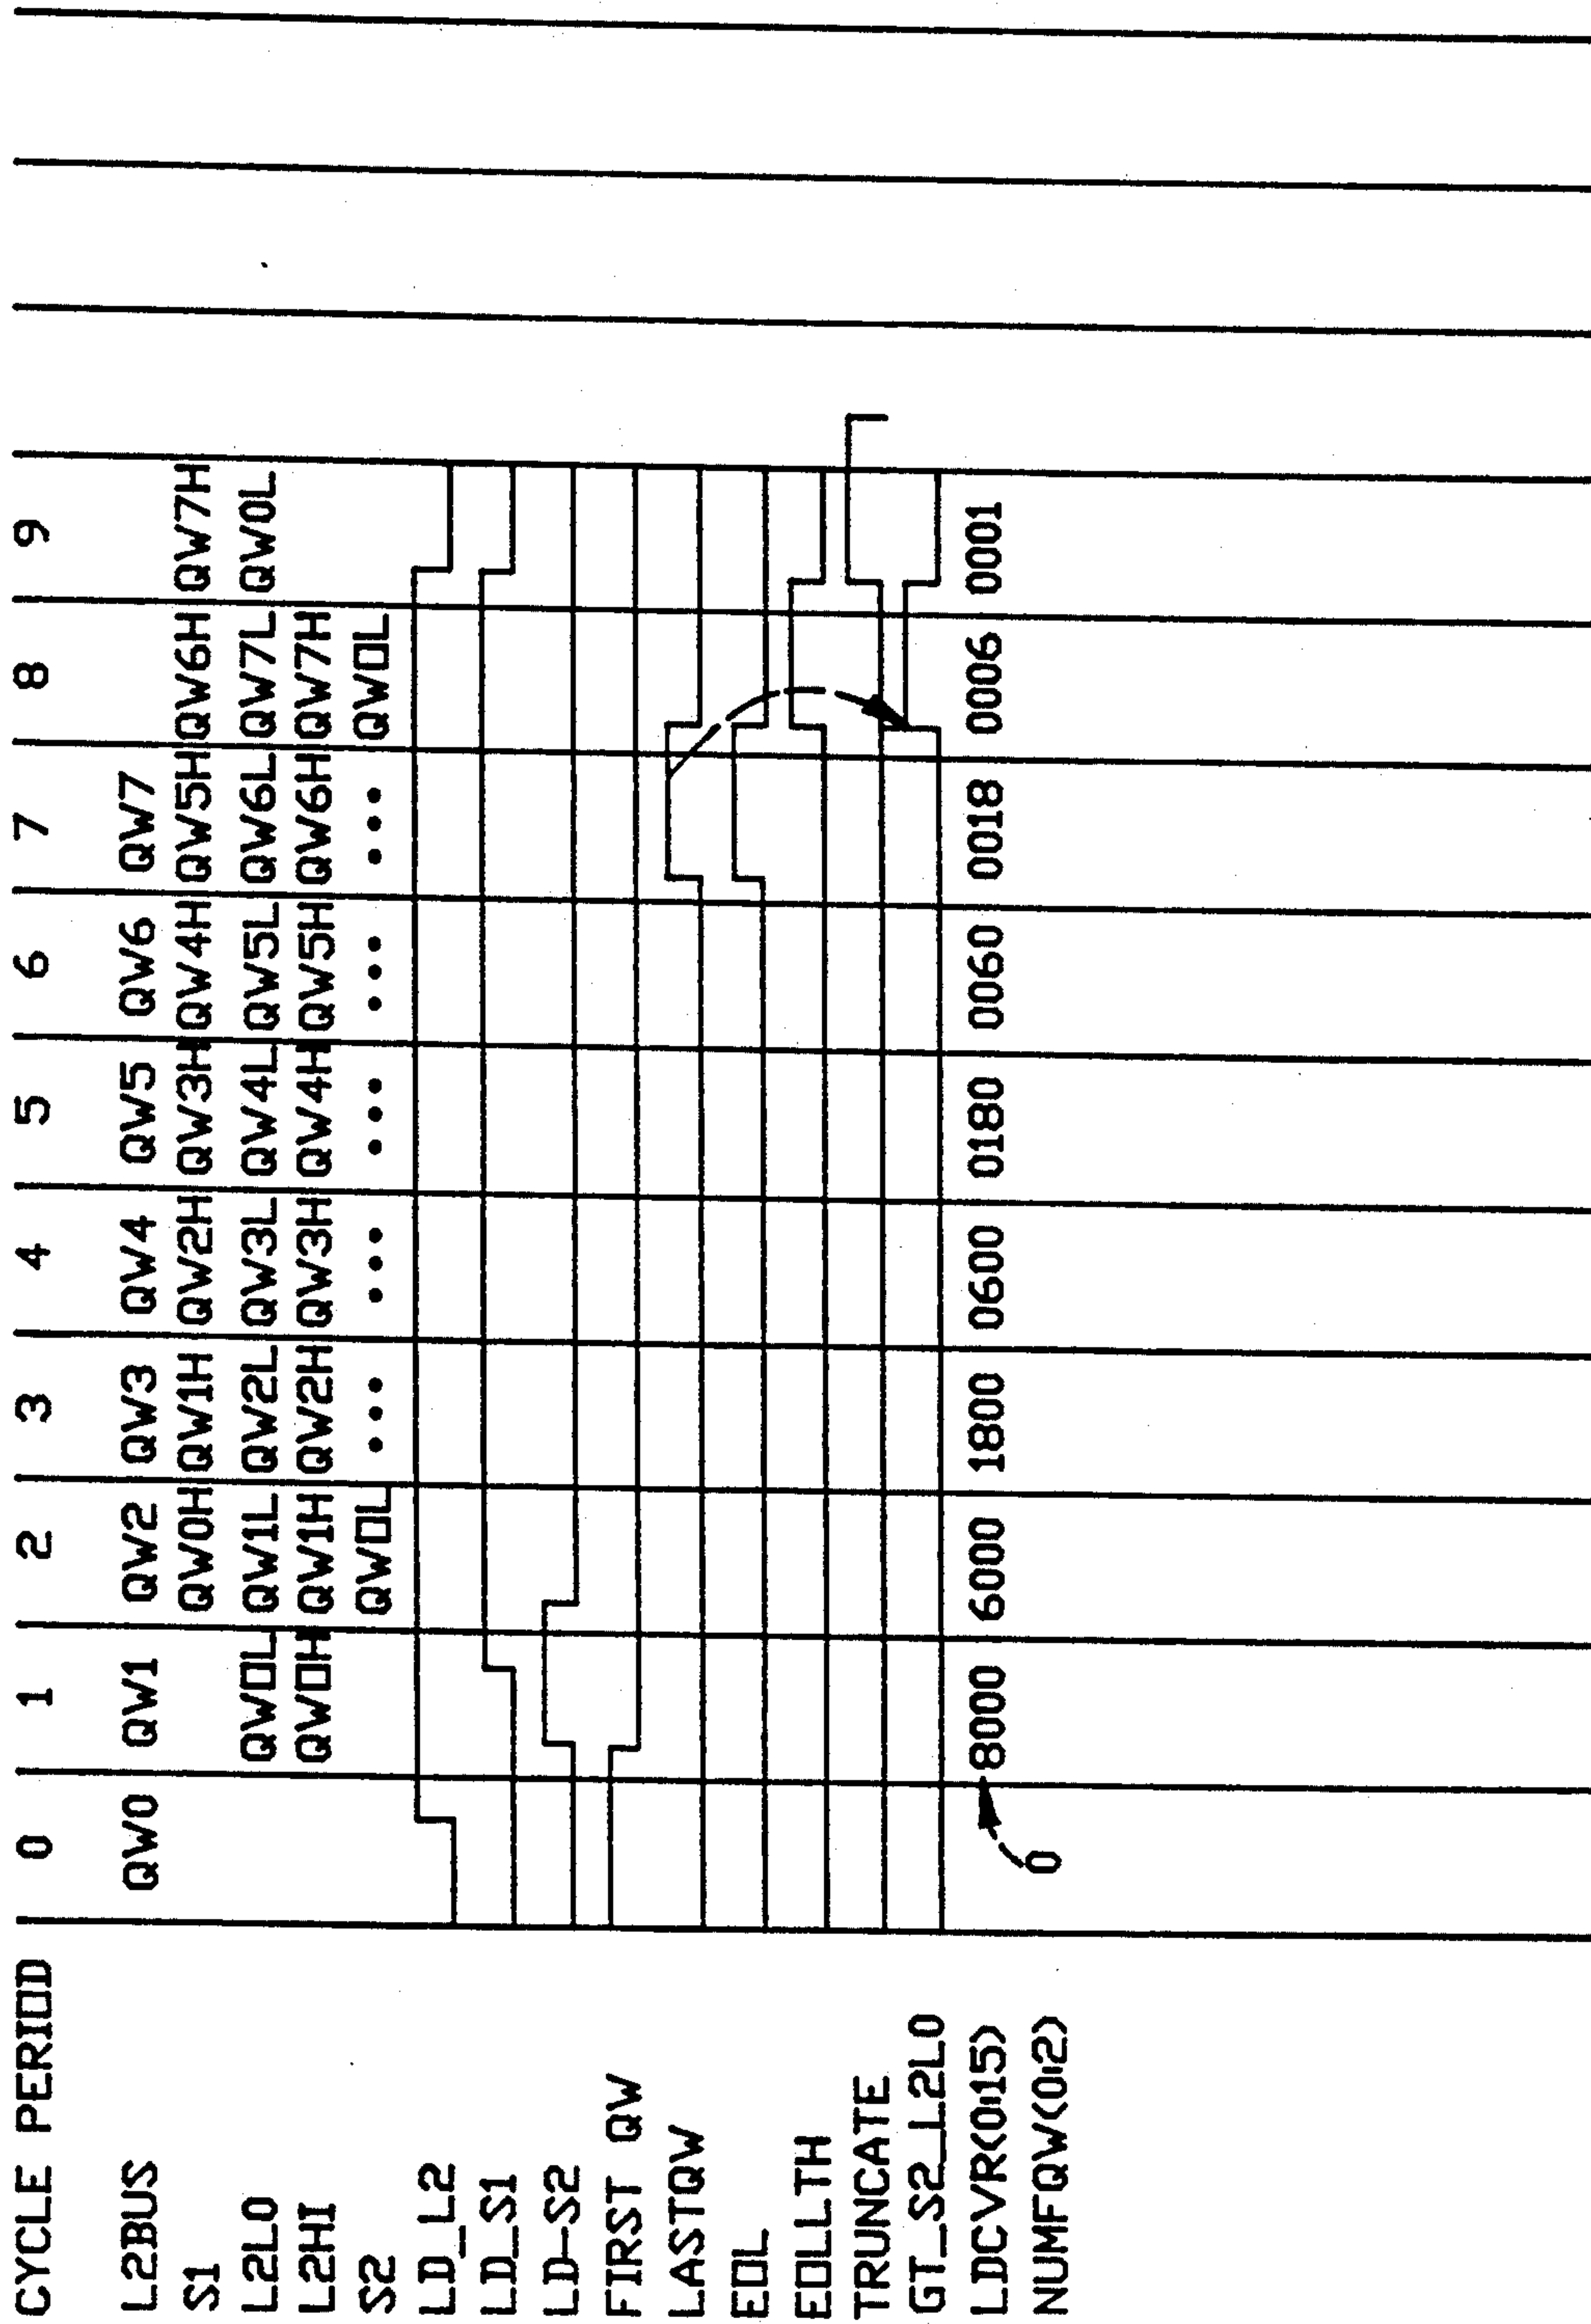 CYCLE PERIOD 0 1 2 3 4 5 6 7 8 9
L2BUS QW0 QW1 QW2 QW3 QW4 QW5 QW6 QW7
S1 QW0H QW1H QW2H QW3H QW4H QW5H QW6H QW7H
L2LO QW0L QW1L QW2L QW3L QW4L QW5L QW6L QW7L QW0L
L2HI QW0H QW1H QW2H QW3H QW4H QW5H QW6H QW7H
S2 QW0L ... ... ... ... ... QW0L
LD_L2
LD_S1
LD-S2
FIRST QW
LASTQW
EOL
EOLLTH
TRUNCATE
GT_S2_L2LO
LDCVR(0:15) 8000 6000 1800 0600 0180 0060 0018 0006 0001
NUMFQW(0:2) 0